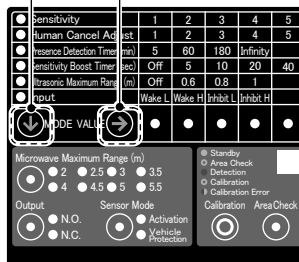 Sensitivity 1 2 3 4 5
Human Cancel Adjust 1 2 3 4 5
Presence Detection Timer (min) 5 60 180 Infinity
Sensitivity Boost Timer (sec) Off 5 10 20 40
Ultrasonic Maximum Range (m) Off 0.6 0.8 1
Input Wake L Wake H Inhibit L Inhibit H
MODE VALUE
Microwave Maximum Range (m)
2 2.5 3 3.5
4 4.5 5 5.5
Output Sensor Mode
N.O. Activation
N.C. Vehicle Protection
Standby
Area Check
Detection
Calibration
Calibration Error
Calibration Area Check